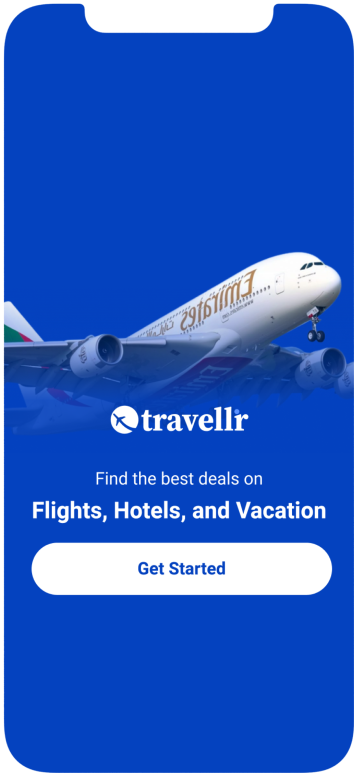 Emirates
travellr
Find the best deals on
Flights, Hotels, and Vacation
Get Started